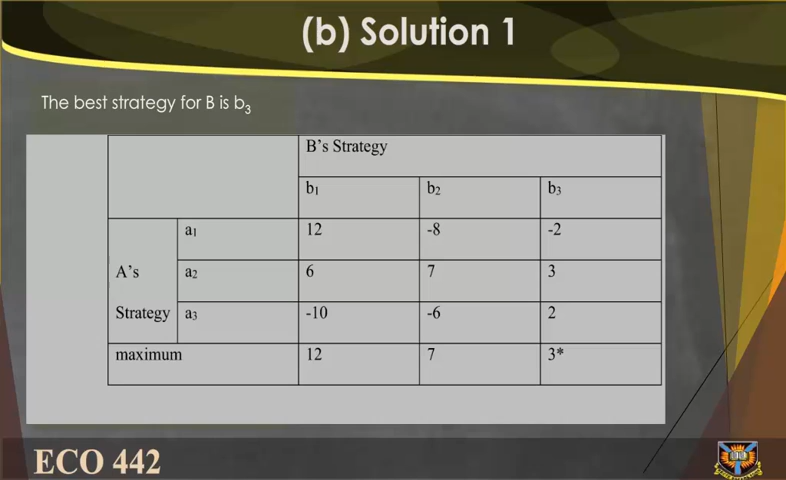 (b) Solution 1
The best strategy for B is b3
B's Strategy
b1 b2 b3
a1 12 -8 -2
A's a2 6 7 3
Strategy a3 -10 -6 2
maximum 12 7 3*
ECO 442